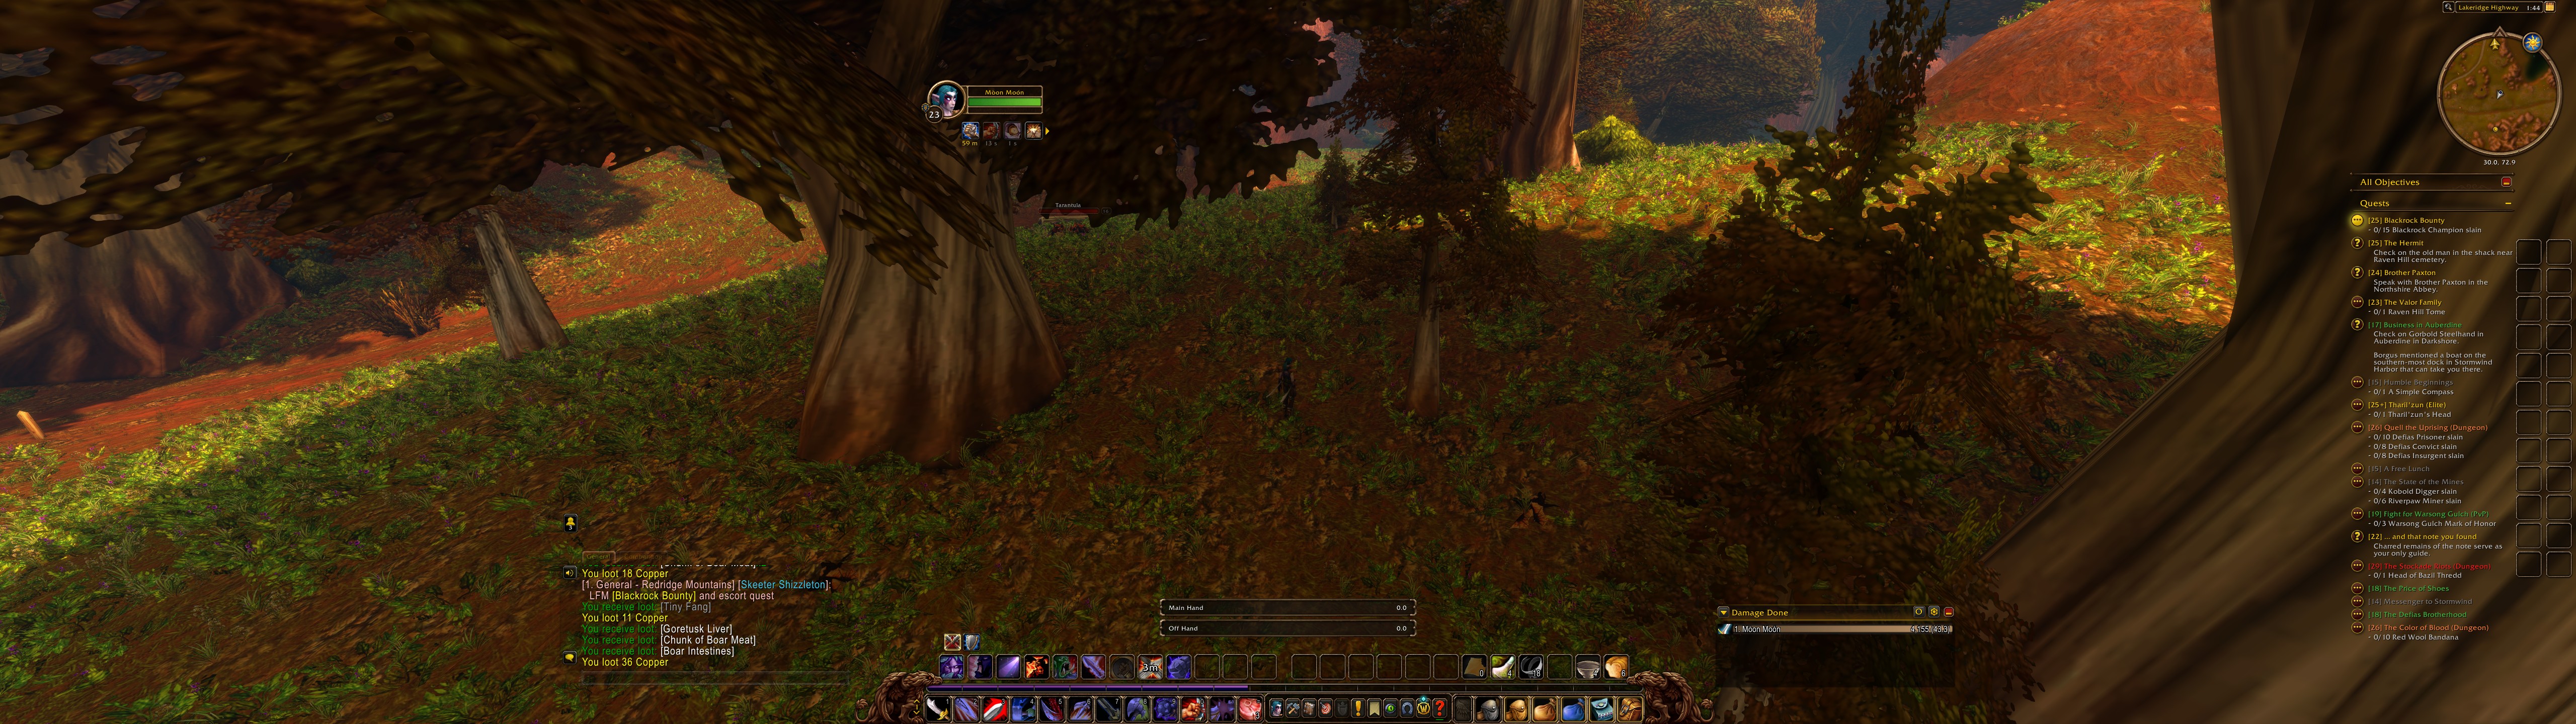 Lakeridge Highway 1:44
Moon Moon
23
59 m 13 s 1 s
Tarantula
30.0, 72.9
All Objectives
Quests
[25] Blackrock Bounty
- 0/15 Blackrock Champion slain
[25] The Hermit
Check on the old man in the shack near
Raven Hill cemetery.
[24] Brother Paxton
Speak with Brother Paxton in the
Northshire Abbey.
[23] The Valor Family
- 0/1 Raven Hill Tome
[17] Business in Auberdine
Check on Gorbold Steelhand in
Auberdine in Darkshore.
Borgus mentioned a boat on the
southern-most dock in Stormwind
Harbor that can take you there.
[15] Humble Beginnings
- 0/1 A Simple Compass
[25+] Tharil'zun (Elite)
- 0/1 Tharil'zun's Head
[26] Quell the Uprising (Dungeon)
- 0/10 Defias Prisoner slain
- 0/8 Defias Convict slain
- 0/8 Defias Insurgent slain
[15] A Free Lunch
[14] The State of the Mines
- 0/4 Kobold Digger slain
- 0/6 Riverpaw Miner slain
[19] Fight for Warsong Gulch (PvP)
- 0/3 Warsong Gulch Mark of Honor
[22] ... and that note you found
Charred remains of the note serve as
your only guide.
[29] The Stockade Riots (Dungeon)
- 0/1 Head of Bazil Thredd
[18] The Price of Shoes
[14] Messenger to Stormwind
[18] The Defias Brotherhood
[26] The Color of Blood (Dungeon)
- 0/10 Red Wool Bandana
You loot 18 Copper
[1. General - Redridge Mountains] [Skeeter Shizzleton]:
LFM [Blackrock Bounty] and escort quest
You receive loot: [Tiny Fang]
You loot 11 Copper
You receive loot: [Goretusk Liver]
You receive loot: [Chunk of Boar Meat]
You receive loot: [Boar Intestines]
You loot 36 Copper
Main Hand 0.0
Off Hand 0.0
Damage Done
1. Moon Moon
3m
0
4
18
6